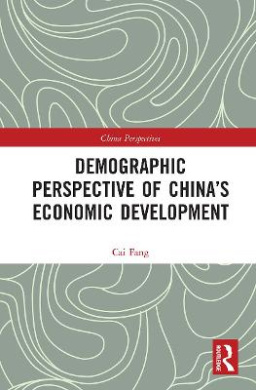 China Perspectives
DEMOGRAPHIC
PERSPECTIVE OF CHINA'S
ECONOMIC DEVELOPMENT
Cai Fang
ROUTLEDGE